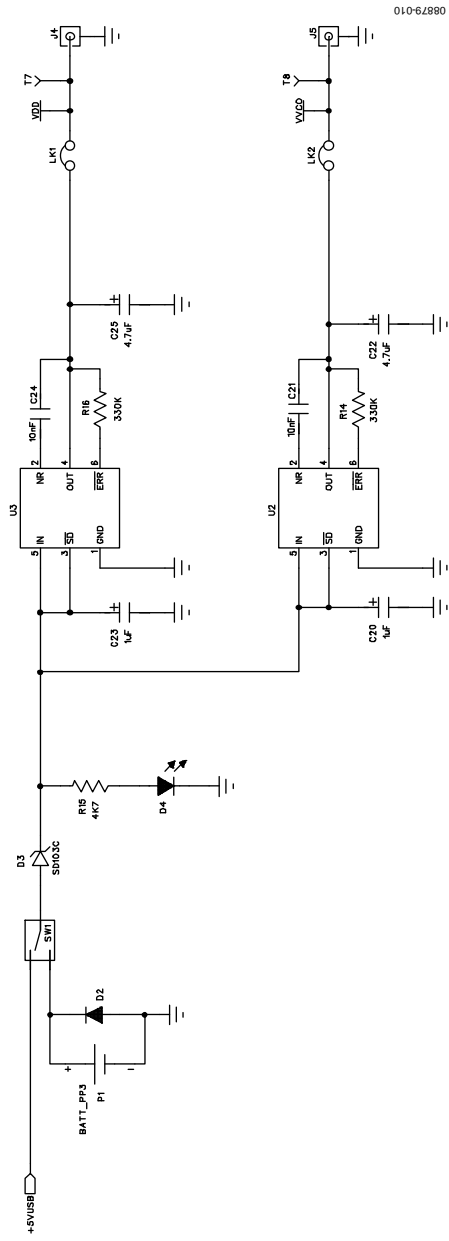 +5VUSB
BATT_PP3
P1
+
-
D2
SW1
D3
SD103C
R15
4K7
D4
C23
1uF
+
U3
5
IN
3
SD
1
GND
2
NR
4
OUT
6
ERR
C24
10nF
R16
330K
C25
4.7uF
+
LK1
VDD
T7
J4
C20
1uF
+
U2
5
IN
3
SD
1
GND
2
NR
4
OUT
6
ERR
C21
10nF
R14
330K
C22
4.7uF
+
LK2
VVCO
T8
J5
08879-010